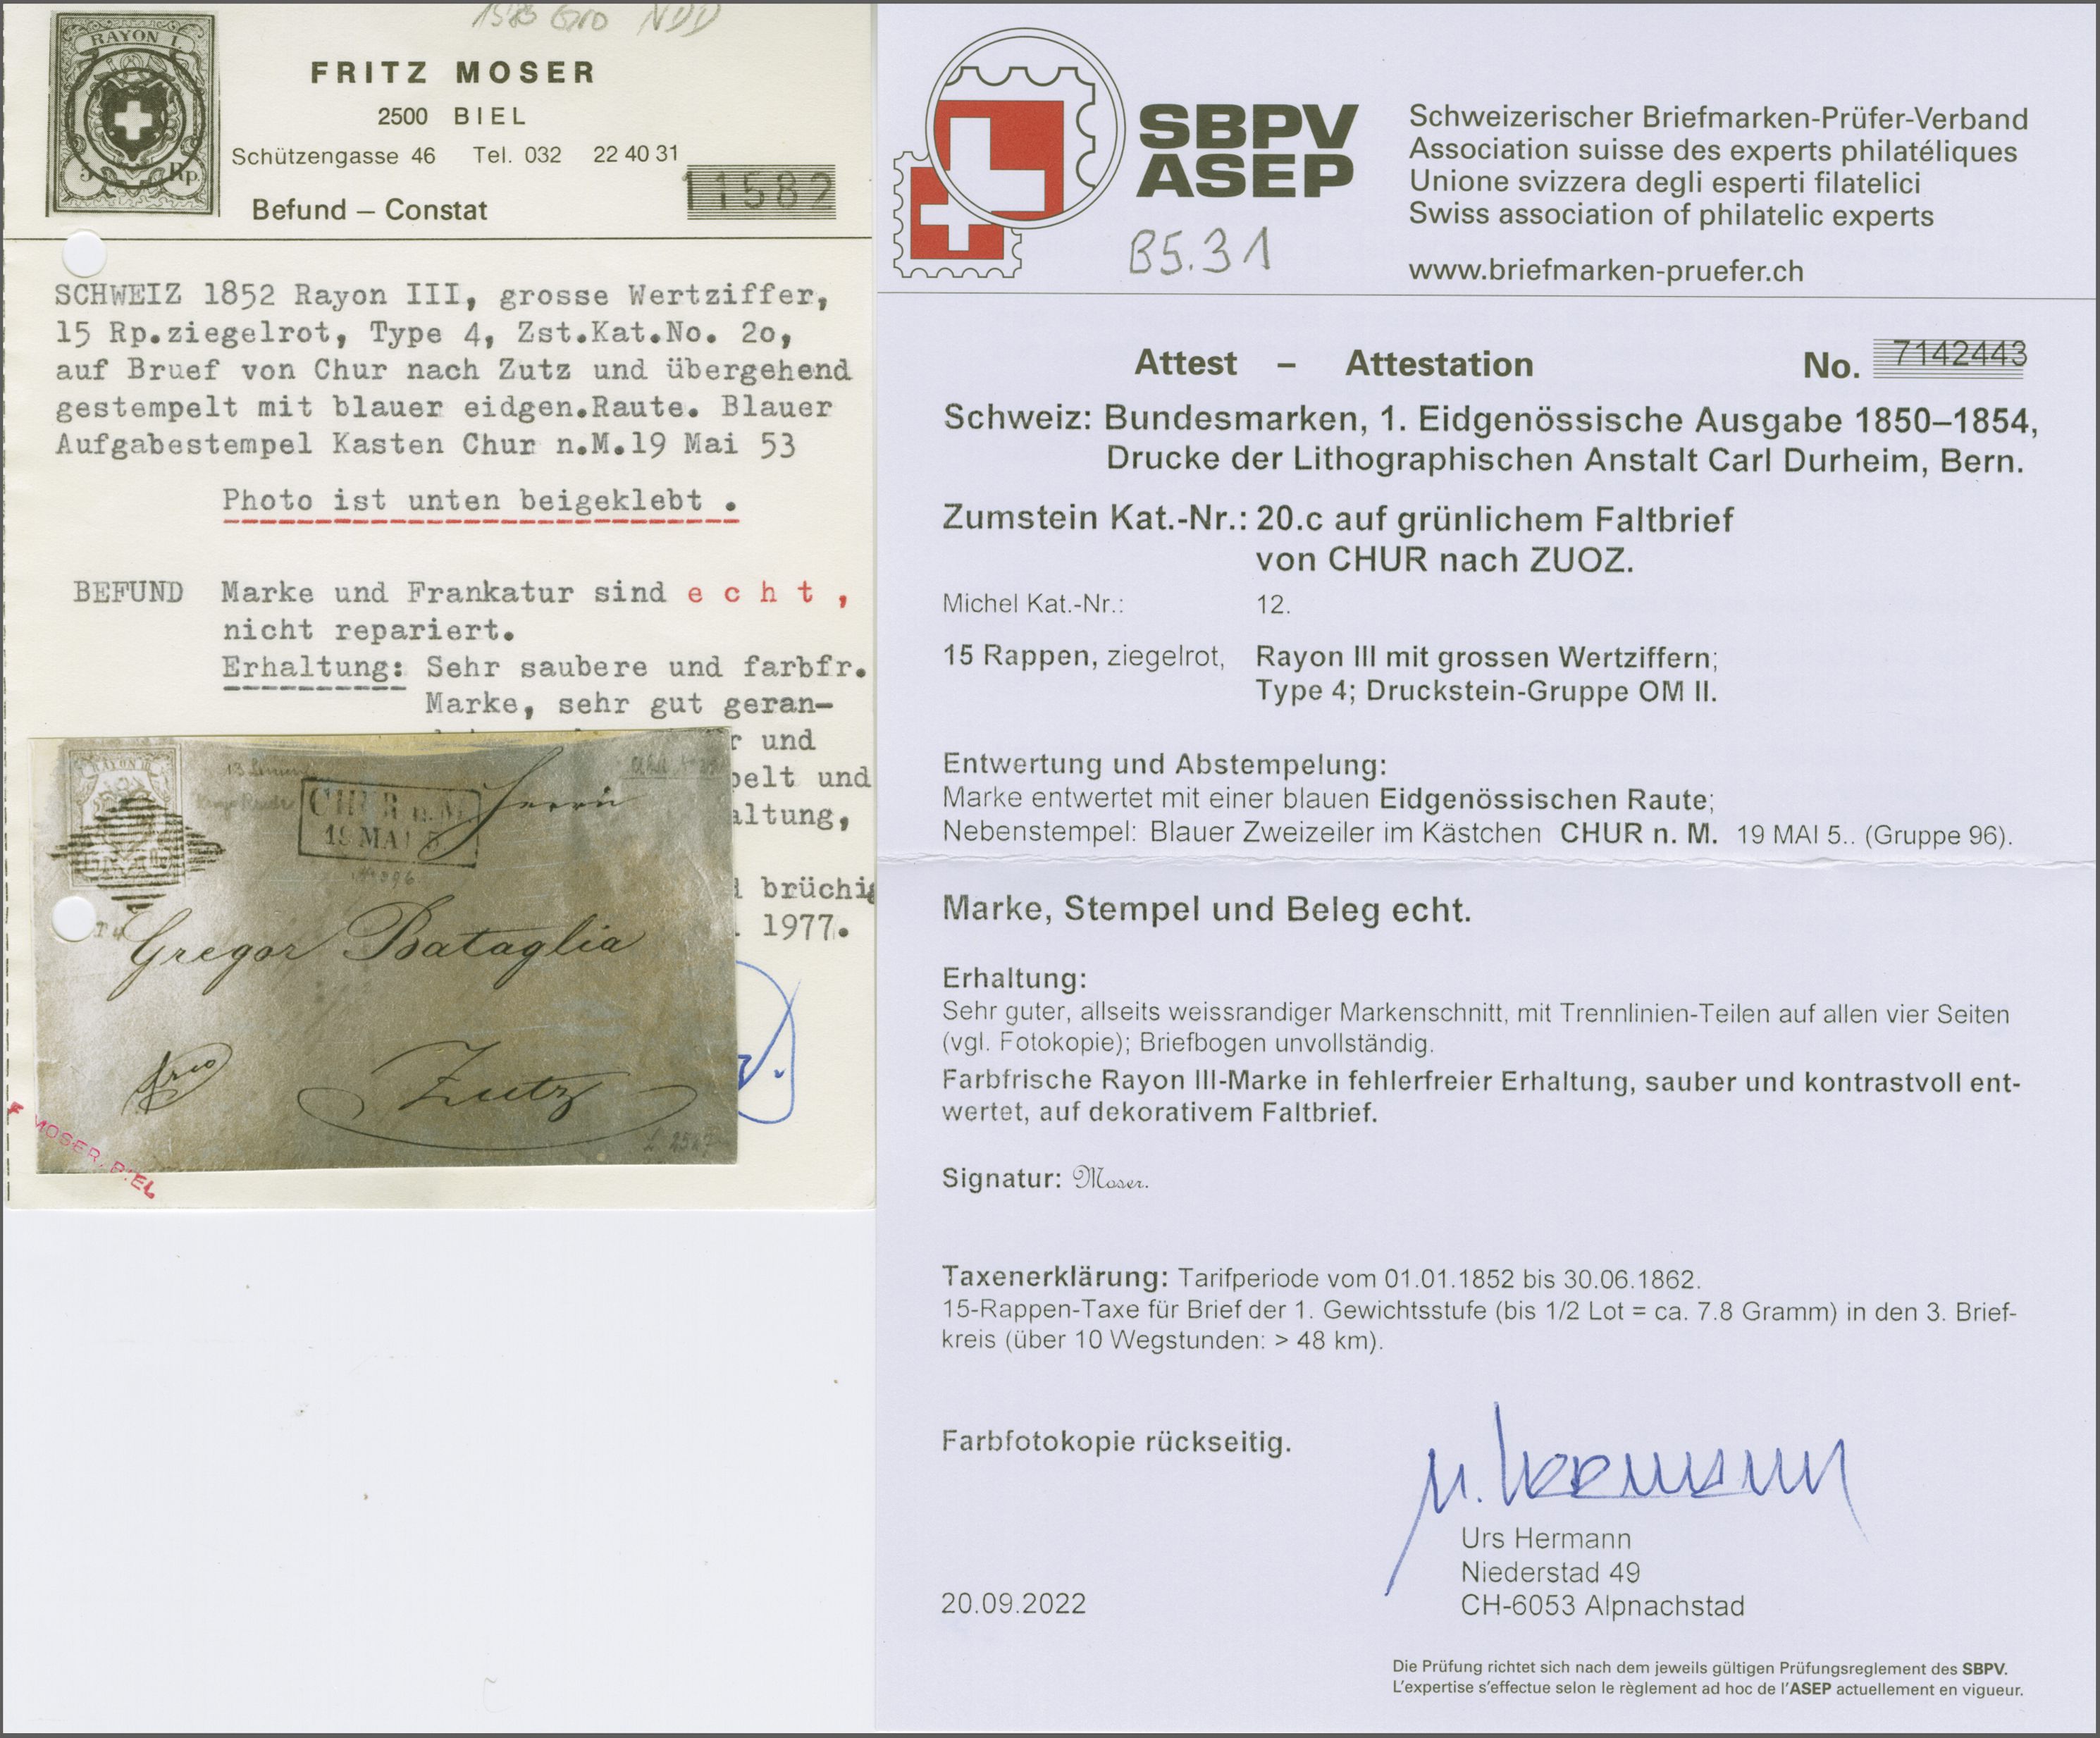 RAYON I.
5 Rp.
1585 Gro NDD
FRITZ MOSER
2500 BIEL
Schützengasse 46 Tel. 032 22 40 31
Befund – Constat
11582
SCHWEIZ 1852 Rayon III, grosse Wertziffer,
15 Rp.ziegelrot, Type 4, Zst.Kat.No. 2o,
auf Bruef von Chur nach Zutz und übergehend
gestempelt mit blauer eidgen.Raute. Blauer
Aufgabestempel Kasten Chur n.M.19 Mai 53
Photo ist unten beigeklebt .
BEFUND Marke und Frankatur sind e c h t ,
nicht repariert.
Erhaltung: Sehr saubere und farbfr.
Marke, sehr gut geran-
r und
pelt und
altung,
d brüchig
. 1977.
RAYON III.
CHUR n. M.
19 MAI 5
Herrn
Gregor Bataglia
frco
Zutz
F MOSER, BIEL
SBPV
ASEP
Schweizerischer Briefmarken-Prüfer-Verband
Association suisse des experts philatéliques
Unione svizzera degli esperti filatelici
Swiss association of philatelic experts
www.briefmarken-pruefer.ch
B5.31
Attest – Attestation No. 7142443
Schweiz: Bundesmarken, 1. Eidgenössische Ausgabe 1850–1854,
Drucke der Lithographischen Anstalt Carl Durheim, Bern.
Zumstein Kat.-Nr.: 20.c auf grünlichem Faltbrief
von CHUR nach ZUOZ.
Michel Kat.-Nr.: 12.
15 Rappen, ziegelrot, Rayon III mit grossen Wertziffern;
Type 4; Druckstein-Gruppe OM II.
Entwertung und Abstempelung:
Marke entwertet mit einer blauen Eidgenössischen Raute;
Nebenstempel: Blauer Zweizeiler im Kästchen CHUR n. M. 19 MAI 5.. (Gruppe 96).
Marke, Stempel und Beleg echt.
Erhaltung:
Sehr guter, allseits weissrandiger Markenschnitt, mit Trennlinien-Teilen auf allen vier Seiten
(vgl. Fotokopie); Briefbogen unvollständig.
Farbfrische Rayon III-Marke in fehlerfreier Erhaltung, sauber und kontrastvoll ent-
wertet, auf dekorativem Faltbrief.
Signatur: Moser.
Taxenerklärung: Tarifperiode vom 01.01.1852 bis 30.06.1862.
15-Rappen-Taxe für Brief der 1. Gewichtsstufe (bis 1/2 Lot = ca. 7.8 Gramm) in den 3. Brief-
kreis (über 10 Wegstunden: > 48 km).
Farbfotokopie rückseitig.
u. Hermann
Urs Hermann
Niederstad 49
CH-6053 Alpnachstad
20.09.2022
Die Prüfung richtet sich nach dem jeweils gültigen Prüfungsreglement des SBPV.
L'expertise s'effectue selon le règlement ad hoc de l'ASEP actuellement en vigueur.